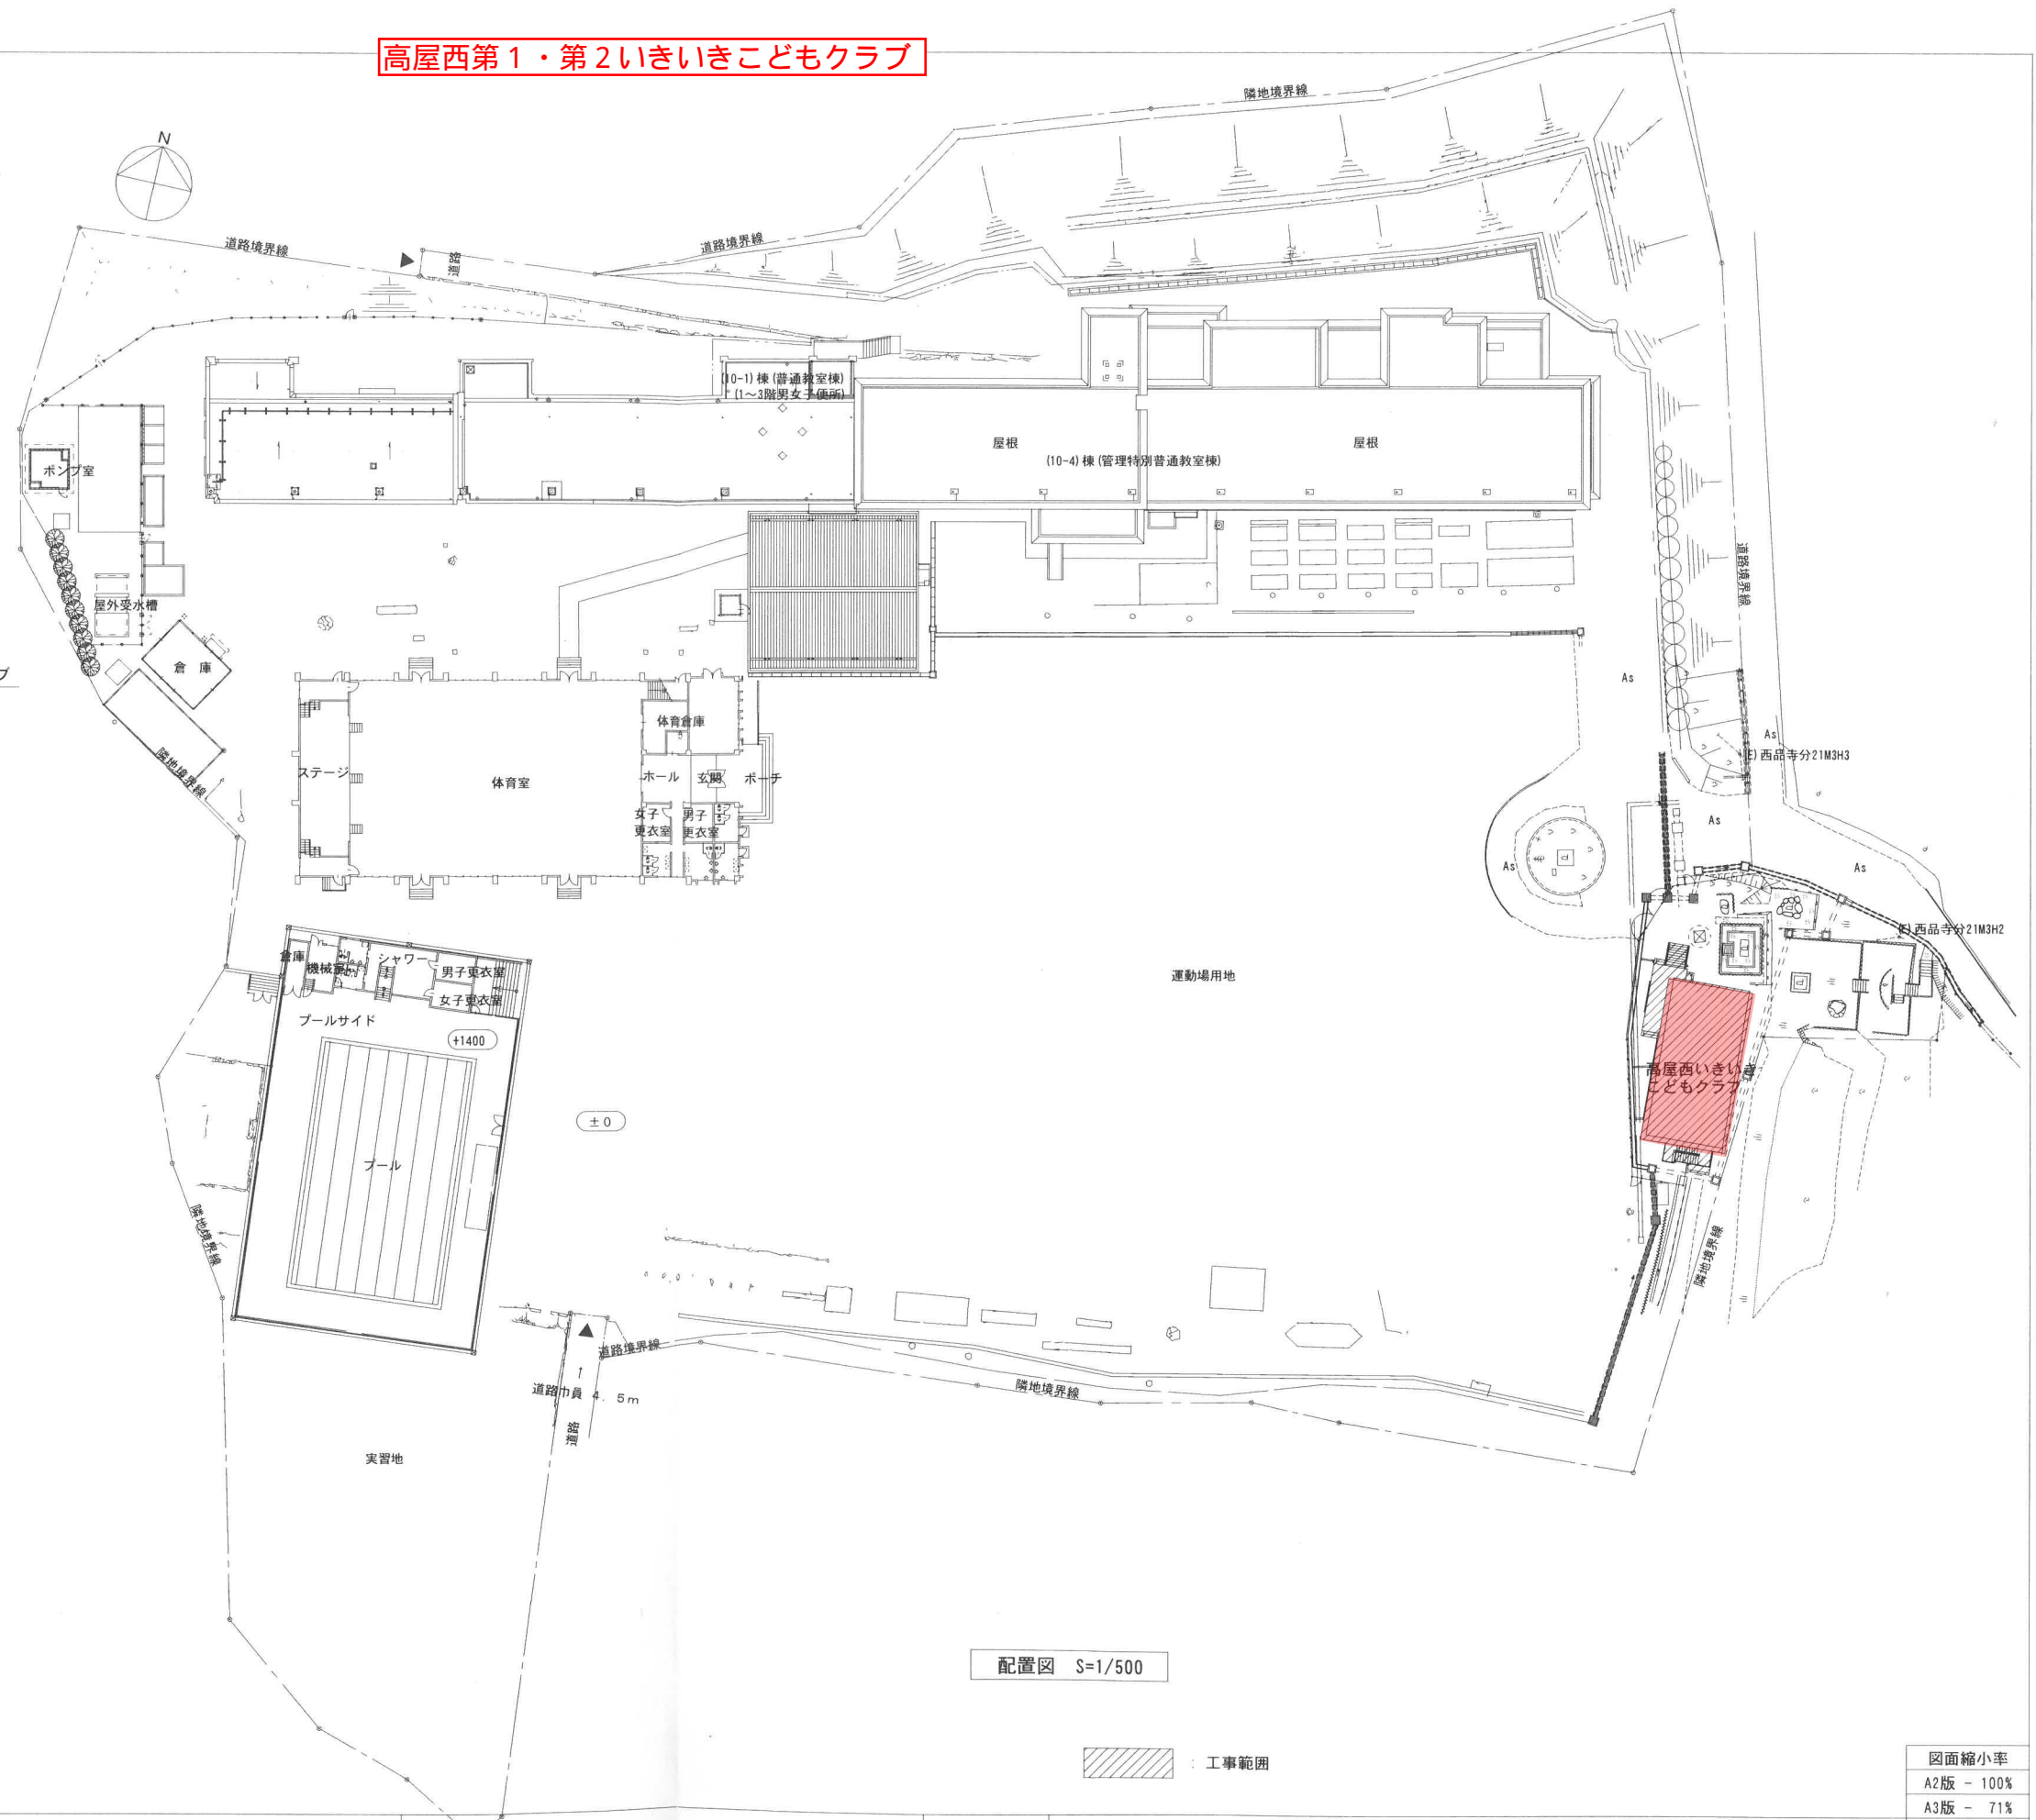 高屋西第1・第2いきいきこどもクラブ
隣地境界線
N
道路境界線
道路
道路境界線
(10-1)棟(普通教室棟)
(1～3階男女子便所)
屋根
屋根
(10-4)棟(管理特別普通教室棟)
ポンプ室
道路境界線
屋外受水槽
倉 庫
ブ
As
体育倉庫
As
(E)西品寺分21M3H3
隣地境界線
ステージ
体育室
ホール
玄関
ポーチ
女子
更衣室
男子
更衣室
As
As
As
(E)西品寺分21M3H2
倉庫
機械室
シャワー
男子更衣室
女子更衣室
運動場用地
プールサイド
+1400
高屋西いきいき
こどもクラブ
±0
プール
隣地境界線
隣地境界線
道路境界線
道路巾員 4.5m
隣地境界線
道路
実習地
配置図 S=1/500
: 工事範囲
図面縮小率
A2版 - 100%
A3版 - 71%